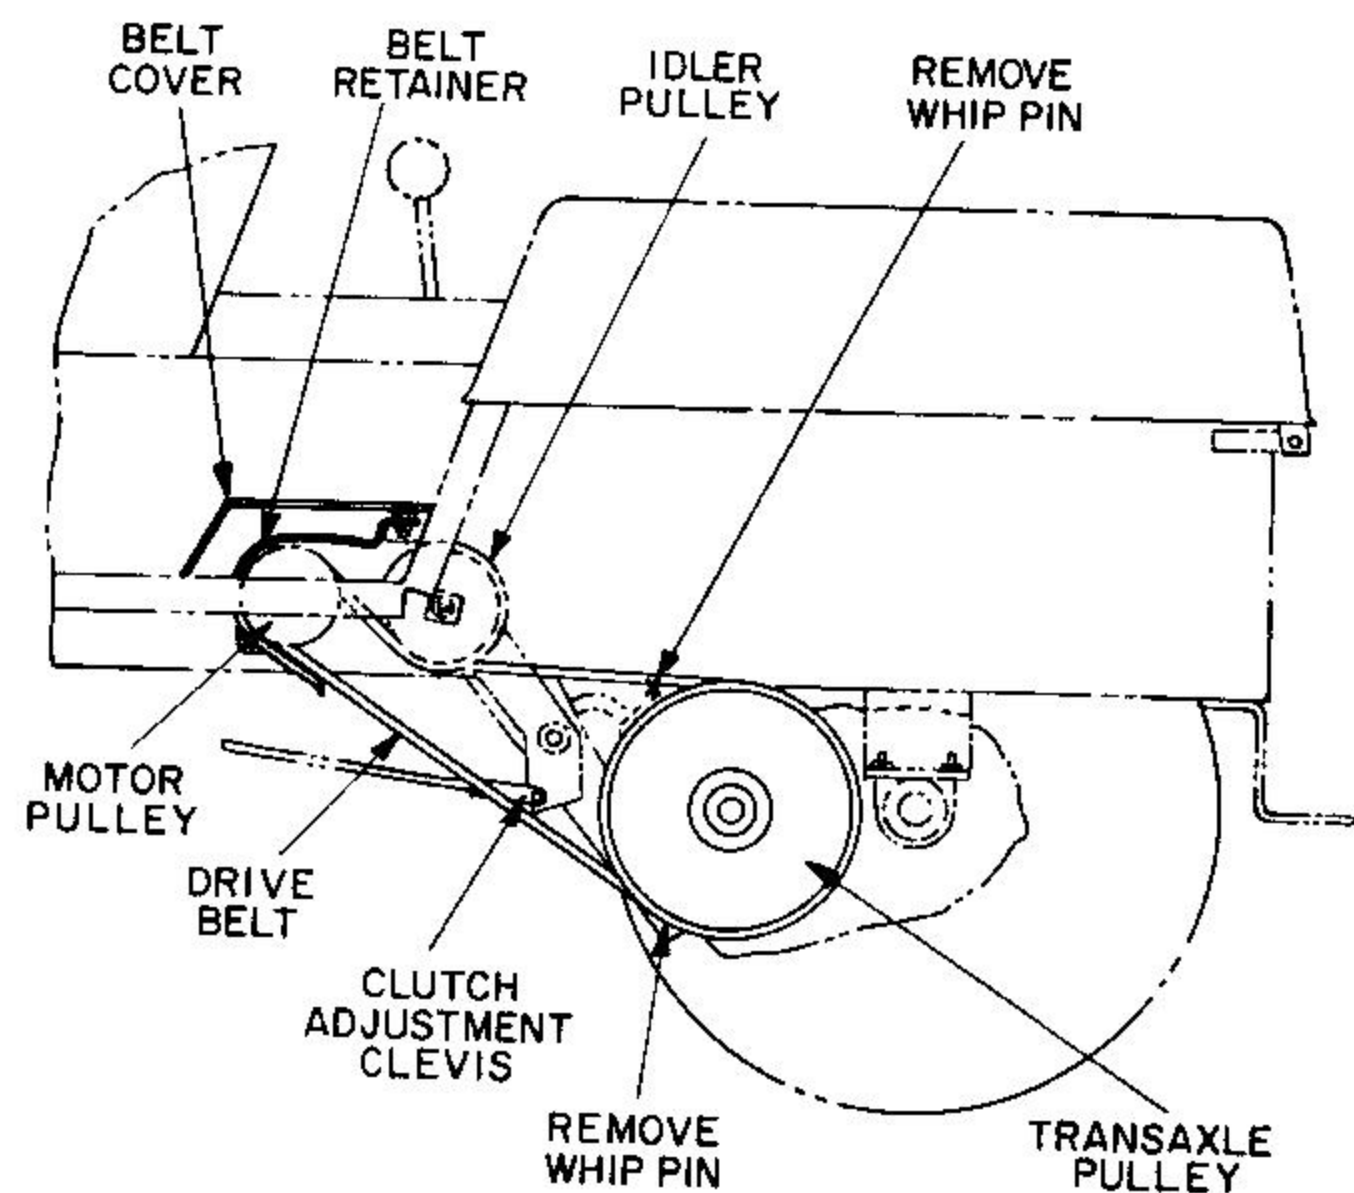 BELT
COVER
BELT
RETAINER
IDLER
PULLEY
REMOVE
WHIP PIN
MOTOR
PULLEY
DRIVE
BELT
CLUTCH
ADJUSTMENT
CLEVIS
REMOVE
WHIP PIN
TRANSAXLE
PULLEY